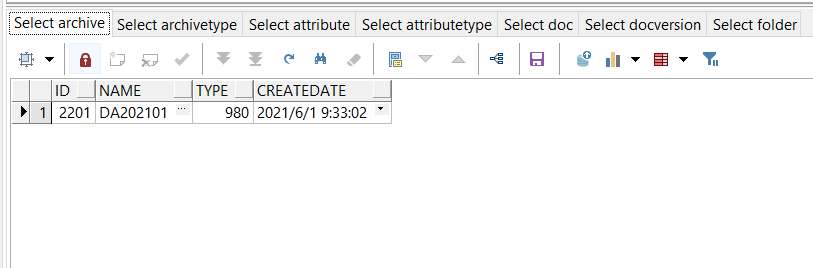 Select archive Select archivetype Select attribute Select attributetype Select doc Select docversion Select folder
ID NAME TYPE CREATEDATE
1 2201 DA202101 ... 980 2021/6/1 9:33:02